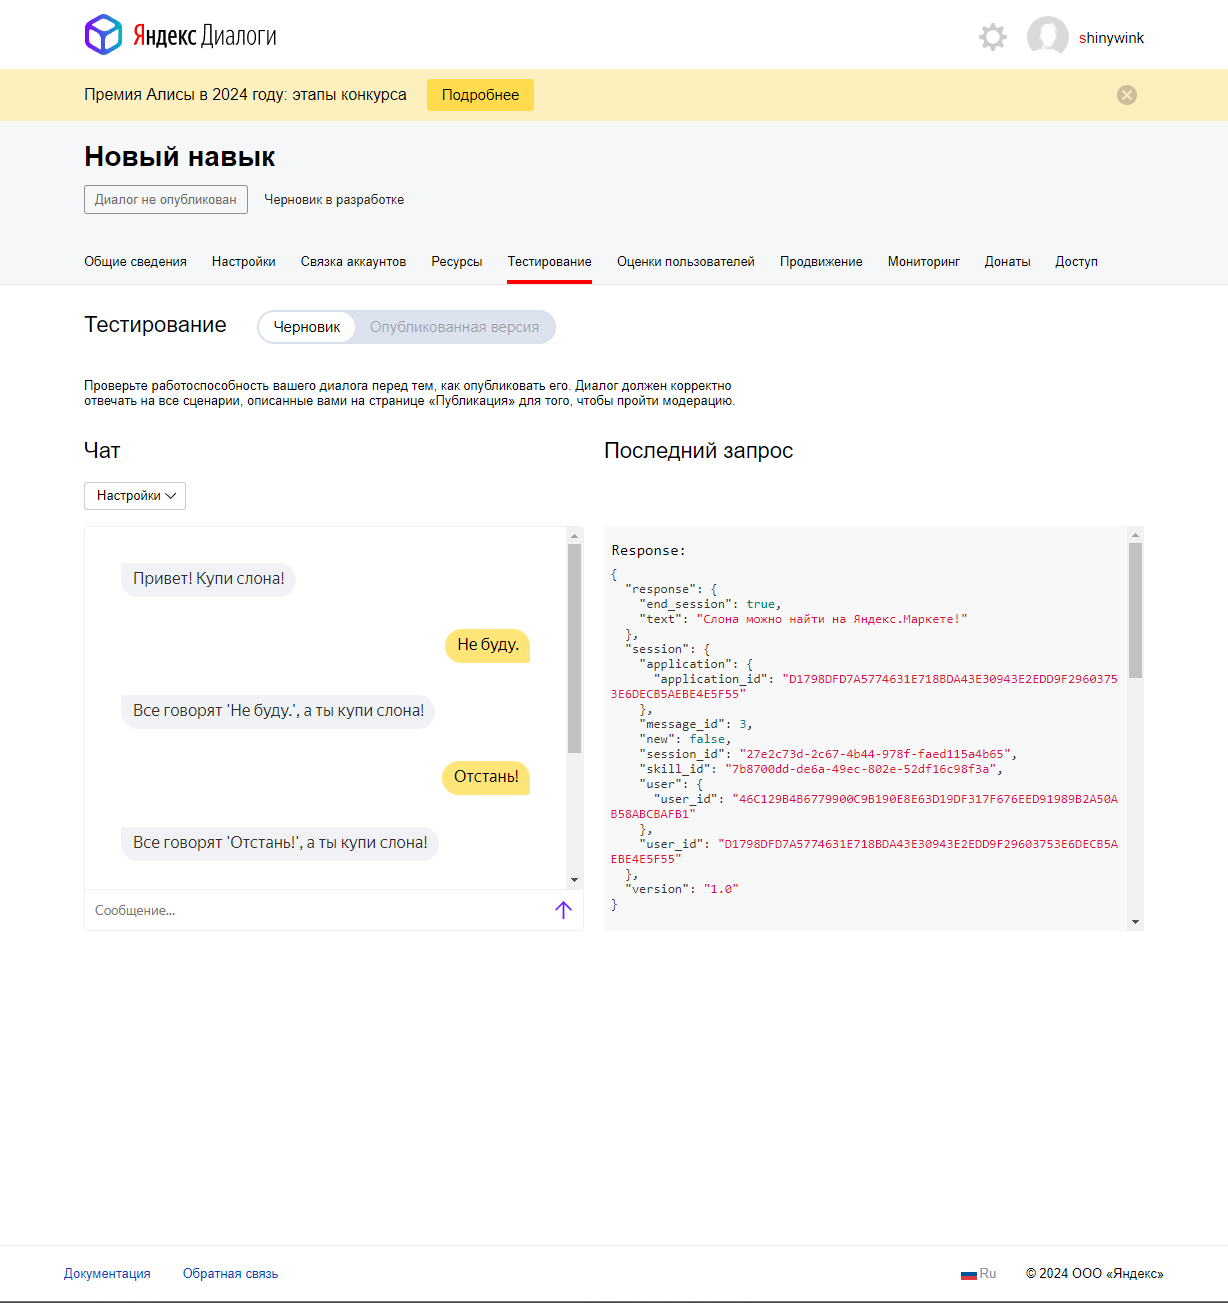 Яндекс Диалоги
shinywink
Премия Алисы в 2024 году: этапы конкурса
Подробнее
Новый навык
Диалог не опубликован
Черновик в разработке
Общие сведения
Настройки
Связка аккаунтов
Ресурсы
Тестирование
Оценки пользователей
Продвижение
Мониторинг
Донаты
Доступ
Тестирование
Черновик
Опубликованная версия
Проверьте работоспособность вашего диалога перед тем, как опубликовать его. Диалог должен корректно
отвечать на все сценарии, описанные вами на странице «Публикация» для того, чтобы пройти модерацию.
Чат
Настройки
Привет! Купи слона!
Не буду.
Все говорят 'Не буду.', а ты купи слона!
Отстань!
Все говорят 'Отстань!', а ты купи слона!
Сообщение...
Последний запрос
Response:
{
"response": {
"end_session": true,
"text": "Слона можно найти на Яндекс.Маркете!"
},
"session": {
"application": {
"application_id": "D1798DFD7A5774631E718BDA43E30943E2EDD9F2960375
3E6DECB5AEBE4E5F55"
},
"message_id": 3,
"new": false,
"session_id": "27e2c73d-2c67-4b44-978f-faed115a4b65",
"skill_id": "7b8700dd-de6a-49ec-802e-52df16c98f3a",
"user": {
"user_id": "46C129B4B6779900C9B190E8E63D19DF317F676EED91989B2A50A
B58ABCBAFB1"
},
"user_id": "D1798DFD7A5774631E718BDA43E30943E2EDD9F29603753E6DECB5A
EBE4E5F55"
},
"version": "1.0"
}
Документация
Обратная связь
Ru
© 2024 ООО «Яндекс»